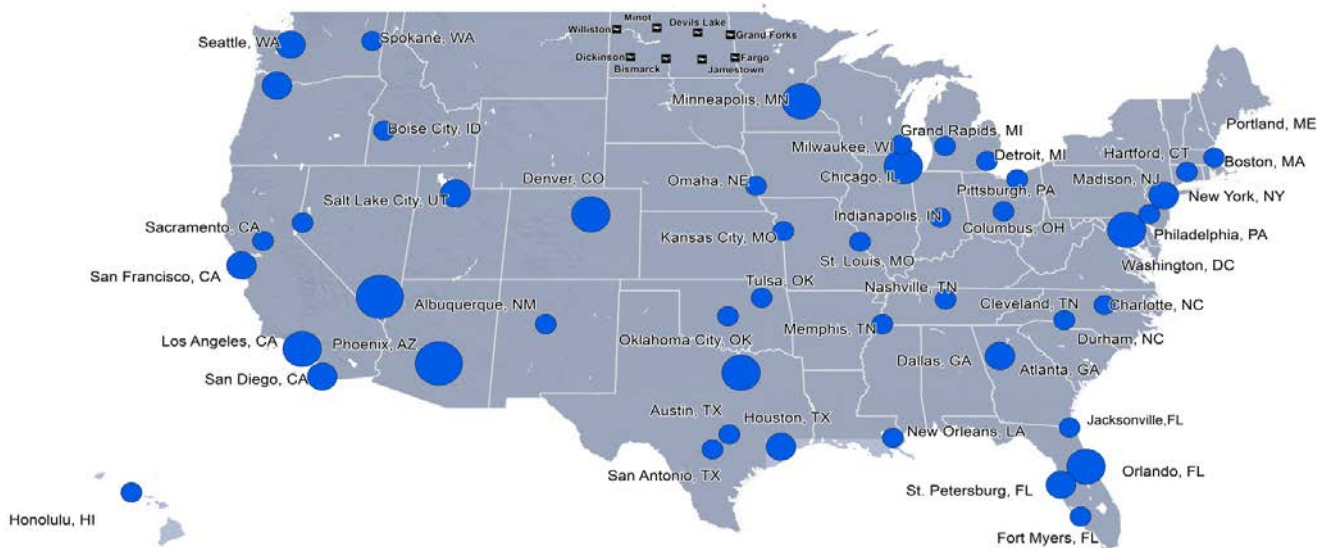 Minot
Devils Lake
Williston
Grand Forks
Seattle, WA
Spokane, WA
Dickinson
Fargo
Bismarck
Jamestown
Minneapolis, MN
Portland, ME
Boise City, ID
Grand Rapids, MI
Milwaukee, WI
Hartford, CT
Detroit, MI
Boston, MA
Chicago, IL
Denver, CO
Omaha, NE
Madison, NJ
Pittsburgh, PA
New York, NY
Salt Lake City, UT
Indianapolis, IN
Sacramento, CA
Columbus, OH
Kansas City, MO
Philadelphia, PA
St. Louis, MO
Washington, DC
San Francisco, CA
Tulsa, OK
Nashville, TN
Albuquerque, NM
Cleveland, TN
Charlotte, NC
Memphis, TN
Los Angeles, CA
Phoenix, AZ
Oklahoma City, OK
Durham, NC
Dallas, GA
Atlanta, GA
San Diego, CA
Austin, TX
Houston, TX
Jacksonville,FL
New Orleans, LA
San Antonio, TX
Orlando, FL
St. Petersburg, FL
Honolulu, HI
Fort Myers, FL